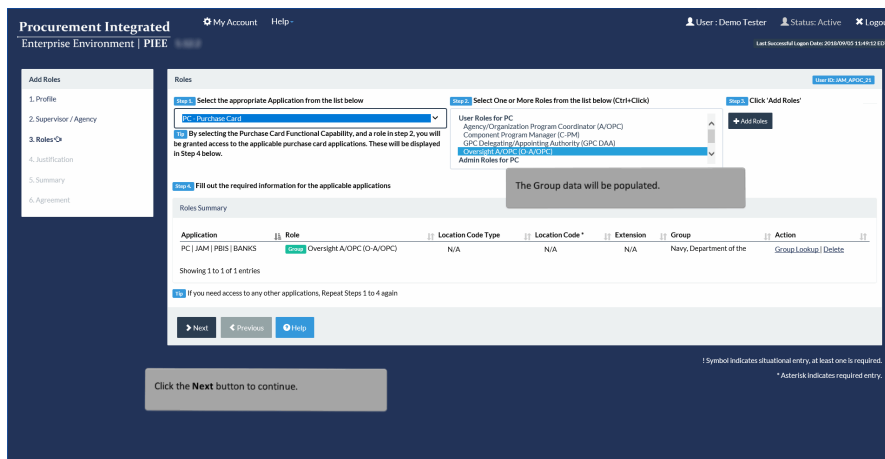 Procurement Integrated
Enterprise Environment | PIEE
My Account Help
User : Demo Tester Status: Active Logou
Last Successful Logon Date: 2018/09/05 11:49:12 ED
Add Roles
1. Profile
2. Supervisor / Agency
3. Roles
4. Justification
5. Summary
6. Agreement
Roles
User ID: JAM_APOC_21
Step 1. Select the appropriate Application from the list below
PC - Purchase Card
Tip By selecting the Purchase Card Functional Capability, and a role in step 2, you will
be granted access to the applicable purchase card applications. These will be displayed
in Step 4 below.
Step 2. Select One or More Roles from the list below (Ctrl+Click)
User Roles for PC
Agency/Organization Program Coordinator (A/OPC)
Component Program Manager (C-PM)
GPC Delegating/Appointing Authority (GPC DAA)
Oversight A/OPC (O-A/OPC)
Admin Roles for PC
Step 3. Click 'Add Roles'
+ Add Roles
The Group data will be populated.
Step 4. Fill out the required information for the applicable applications
Roles Summary
Application Role Location Code Type Location Code * Extension Group Action
PC | JAM | PBIS | BANKS Group Oversight A/OPC (O-A/OPC) N/A N/A N/A Navy, Department of the Group Lookup | Delete
Showing 1 to 1 of 1 entries
Tip If you need access to any other applications, Repeat Steps 1 to 4 again
Next Previous Help
! Symbol indicates situational entry, at least one is required.
* Asterisk indicates required entry.
Click the Next button to continue.